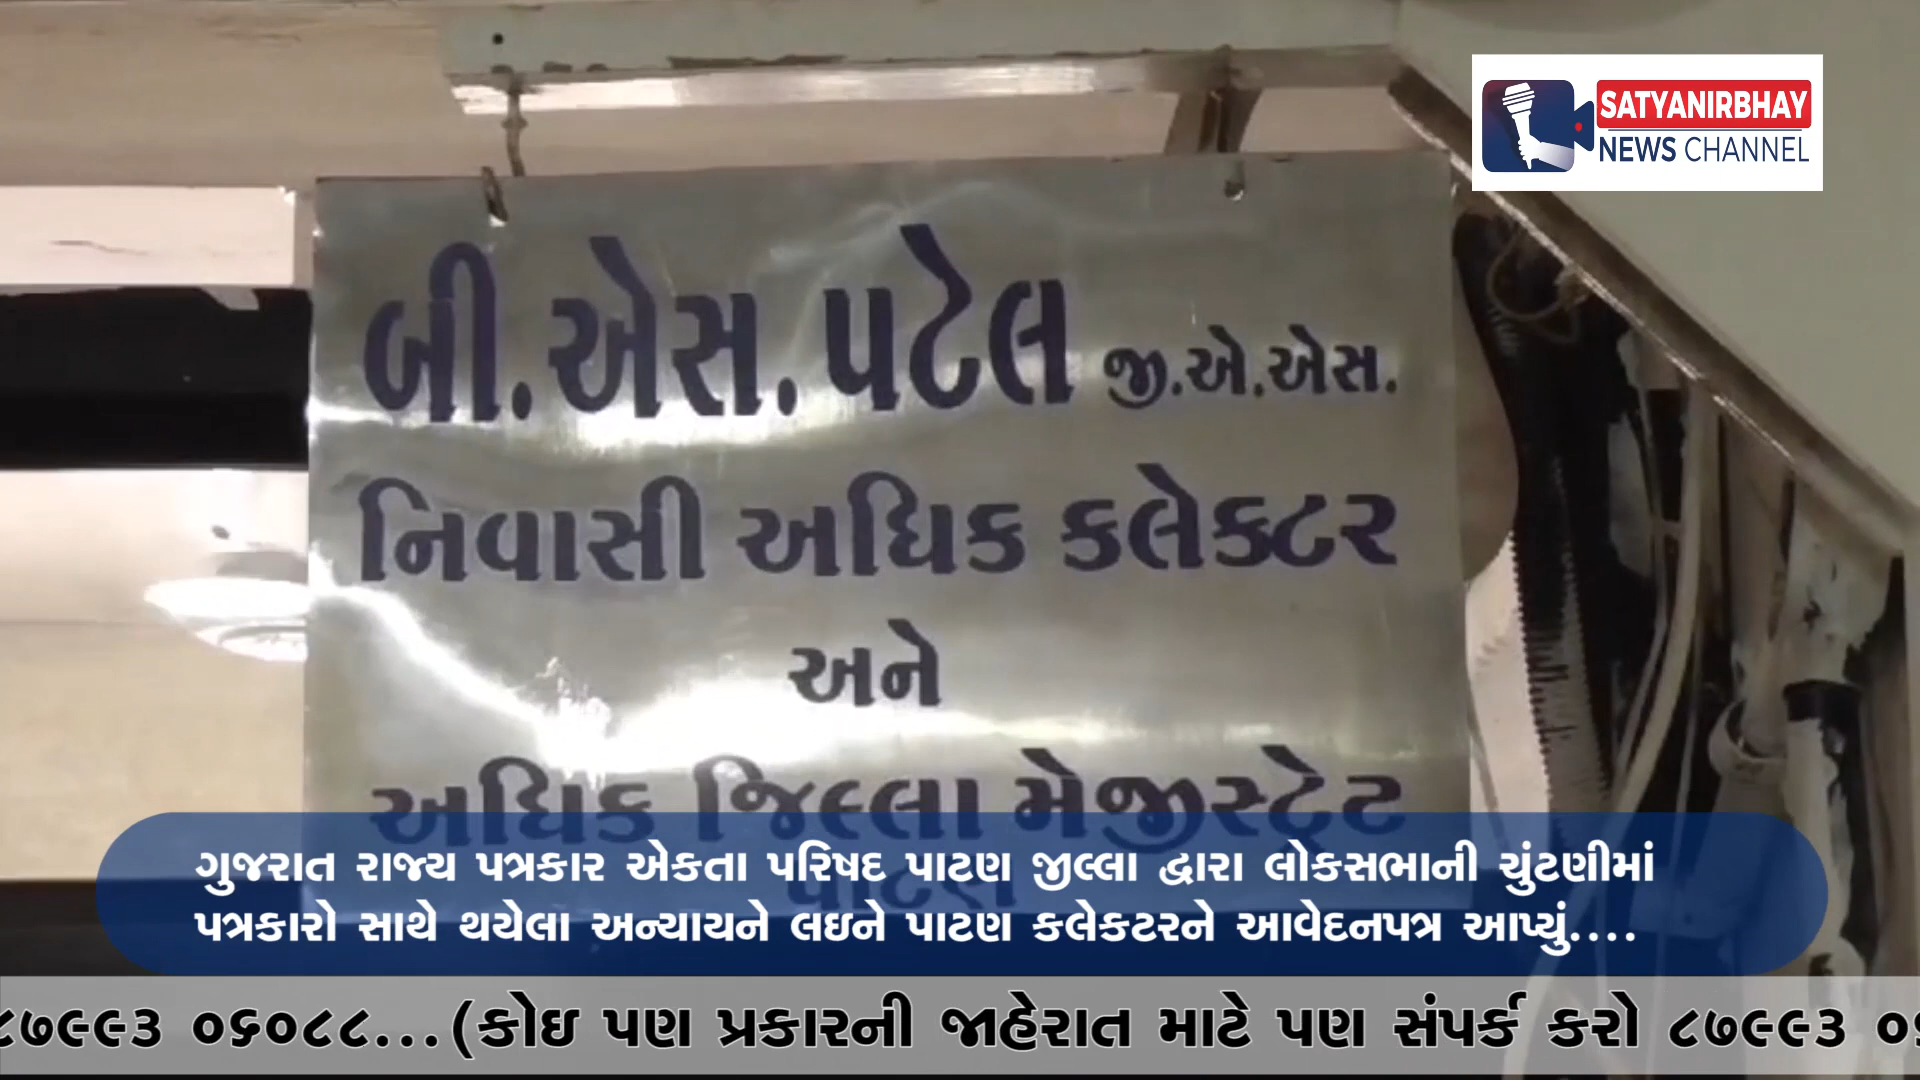 SATYANIRBHAY
NEWS CHANNEL
બી.એસ.પટેલ જી.એ.એસ.
નિવાસી અધિક કલેક્ટર
અને
અધિક જિલ્લા મેજીસ્ટ્રેટ
પાટણ
ગુજરાત રાજ્ય પત્રકાર એકતા પરિષદ પાટણ જીલ્લા દ્વારા લોકસભાની ચુંટણીમાં
પત્રકારો સાથે થયેલા અન્યાયને લઇને પાટણ કલેકટરને આવેદનપત્ર આપ્યું....
૮૭૯૯૩ ૦૬૦૮૮...(કોઇ પણ પ્રકારની જાહેરાત માટે પણ સંપર્ક કરો ૮૭૯૯૩